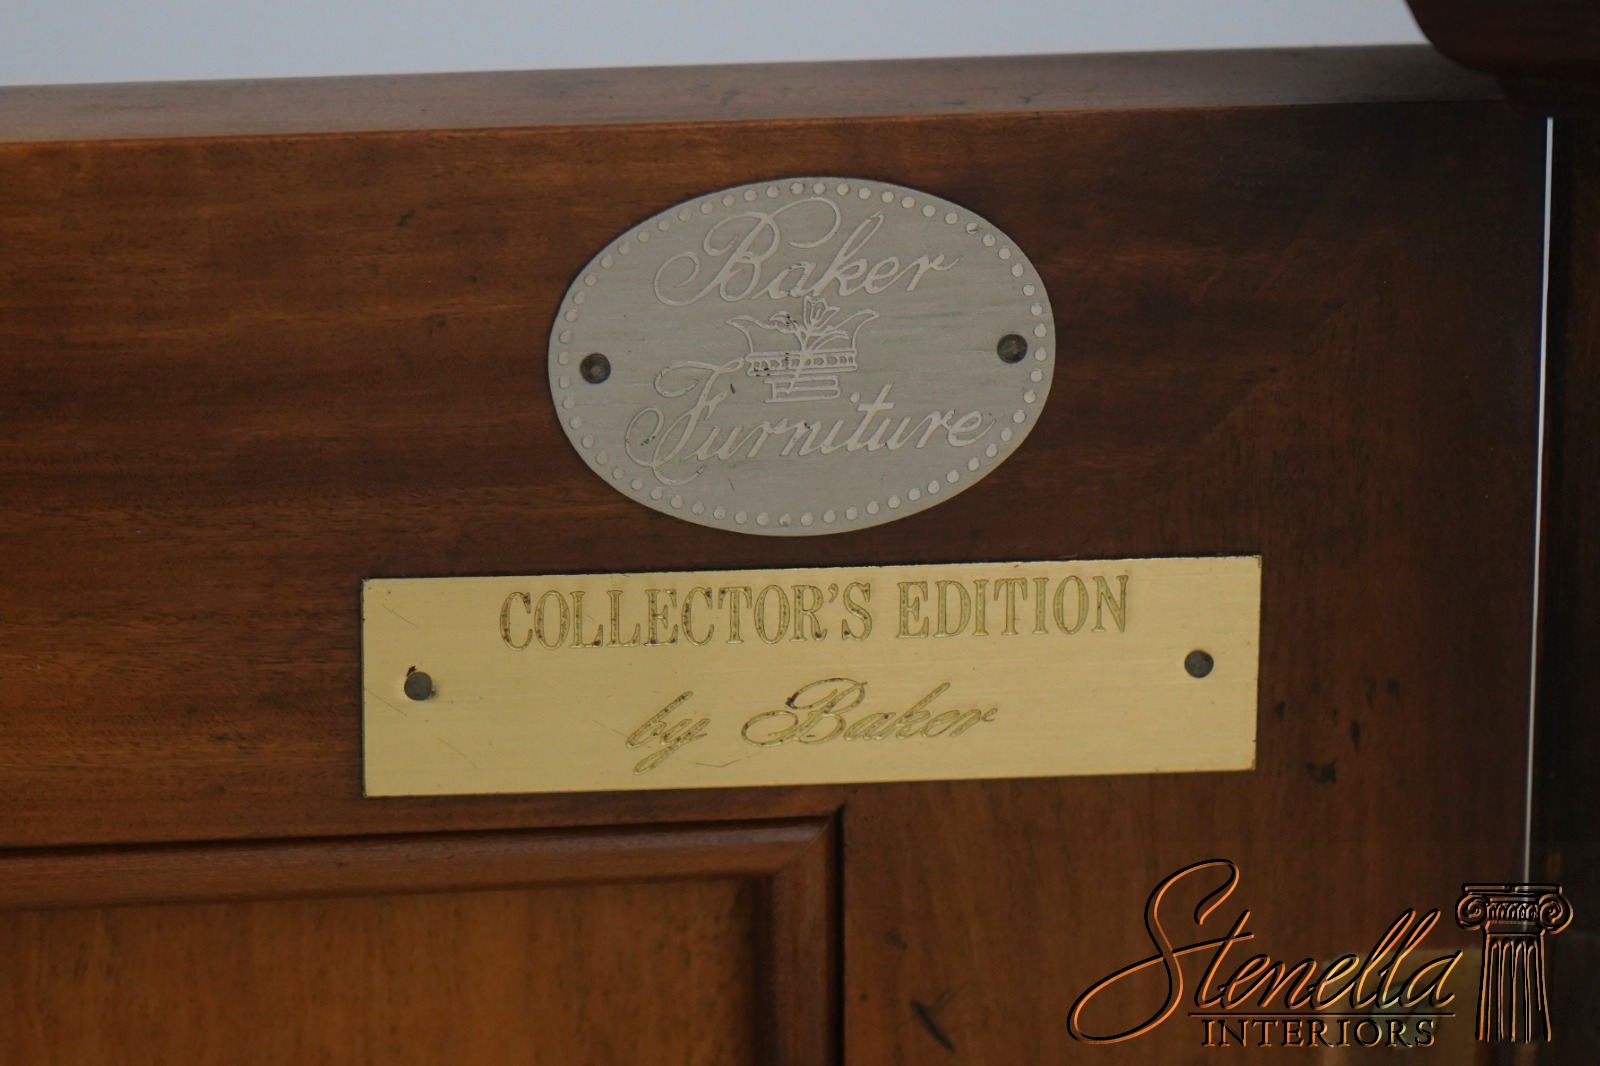 Baker
Furniture
COLLECTOR'S EDITION
by Baker
Stenella
INTERIORS